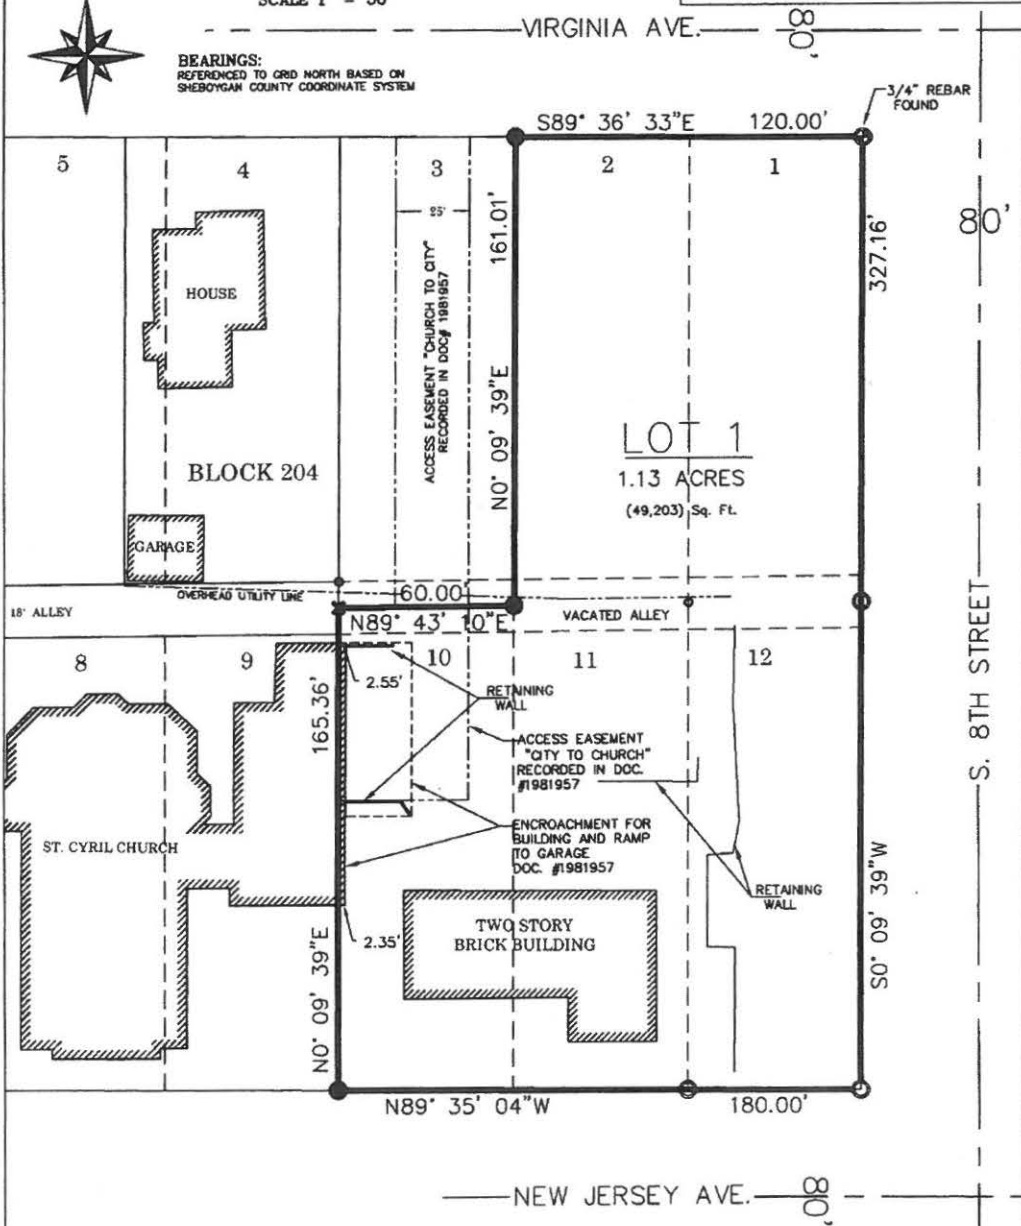 VIRGINIA AVE.
80'
BEARINGS:
REFERENCED TO GRID NORTH BASED ON
SHEBOYGAN COUNTY COORDINATE SYSTEM
3/4" REBAR
FOUND
S89° 36' 33"E 120.00'
5
4
3
2
1
25'
80'
161.01'
327.16'
HOUSE
ACCESS EASEMENT "CHURCH TO CITY"
RECORDED IN DOC# 1981957
N0° 09' 39"E
LOT 1
1.13 ACRES
(49,203) Sq. Ft.
BLOCK 204
GARAGE
OVERHEAD UTILITY LINE
60.00'
18' ALLEY
N89° 43' 10"E
VACATED ALLEY
S. 8TH STREET
8
9
10
11
12
2.55'
165.36'
RETAINING
WALL
ACCESS EASEMENT
"CITY TO CHURCH"
RECORDED IN DOC.
#1981957
ENCROACHMENT FOR
BUILDING AND RAMP
TO GARAGE
DOC. #1981957
ST. CYRIL CHURCH
RETAINING
WALL
S0° 09' 39"W
TWO STORY
BRICK BUILDING
2.35'
N0° 09' 39"E
N89° 35' 04"W 180.00'
NEW JERSEY AVE.
80'